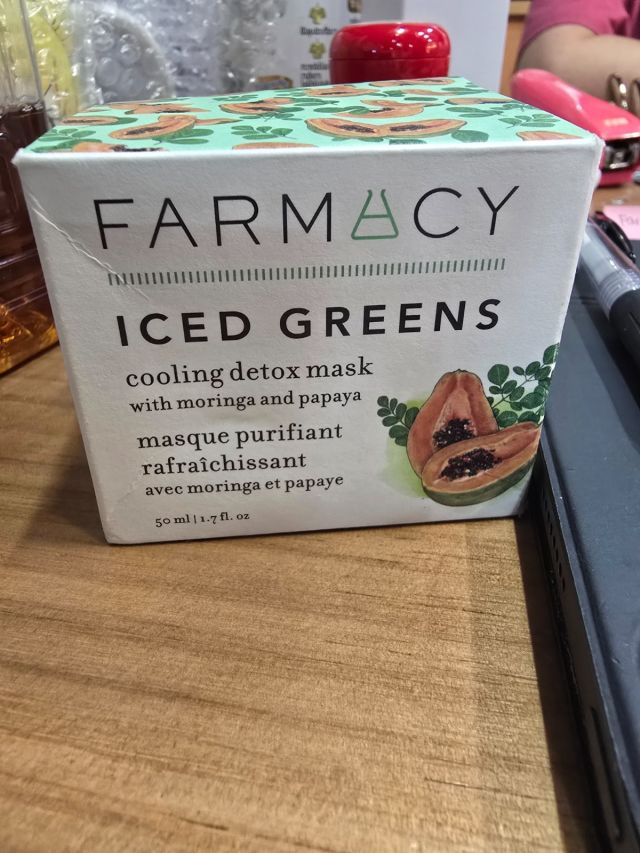 FARMACY
ICED GREENS
cooling detox mask
with moringa and papaya
masque purifiant
rafraîchissant
avec moringa et papaye
50 ml | 1.7 fl. oz